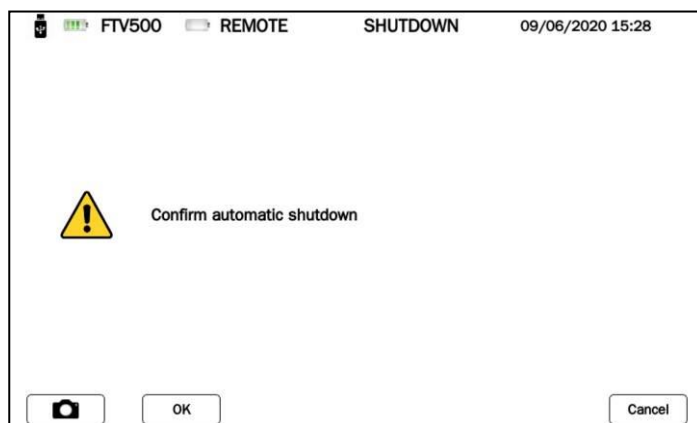 FTV500 REMOTE SHUTDOWN 09/06/2020 15:28
Confirm automatic shutdown
OK Cancel